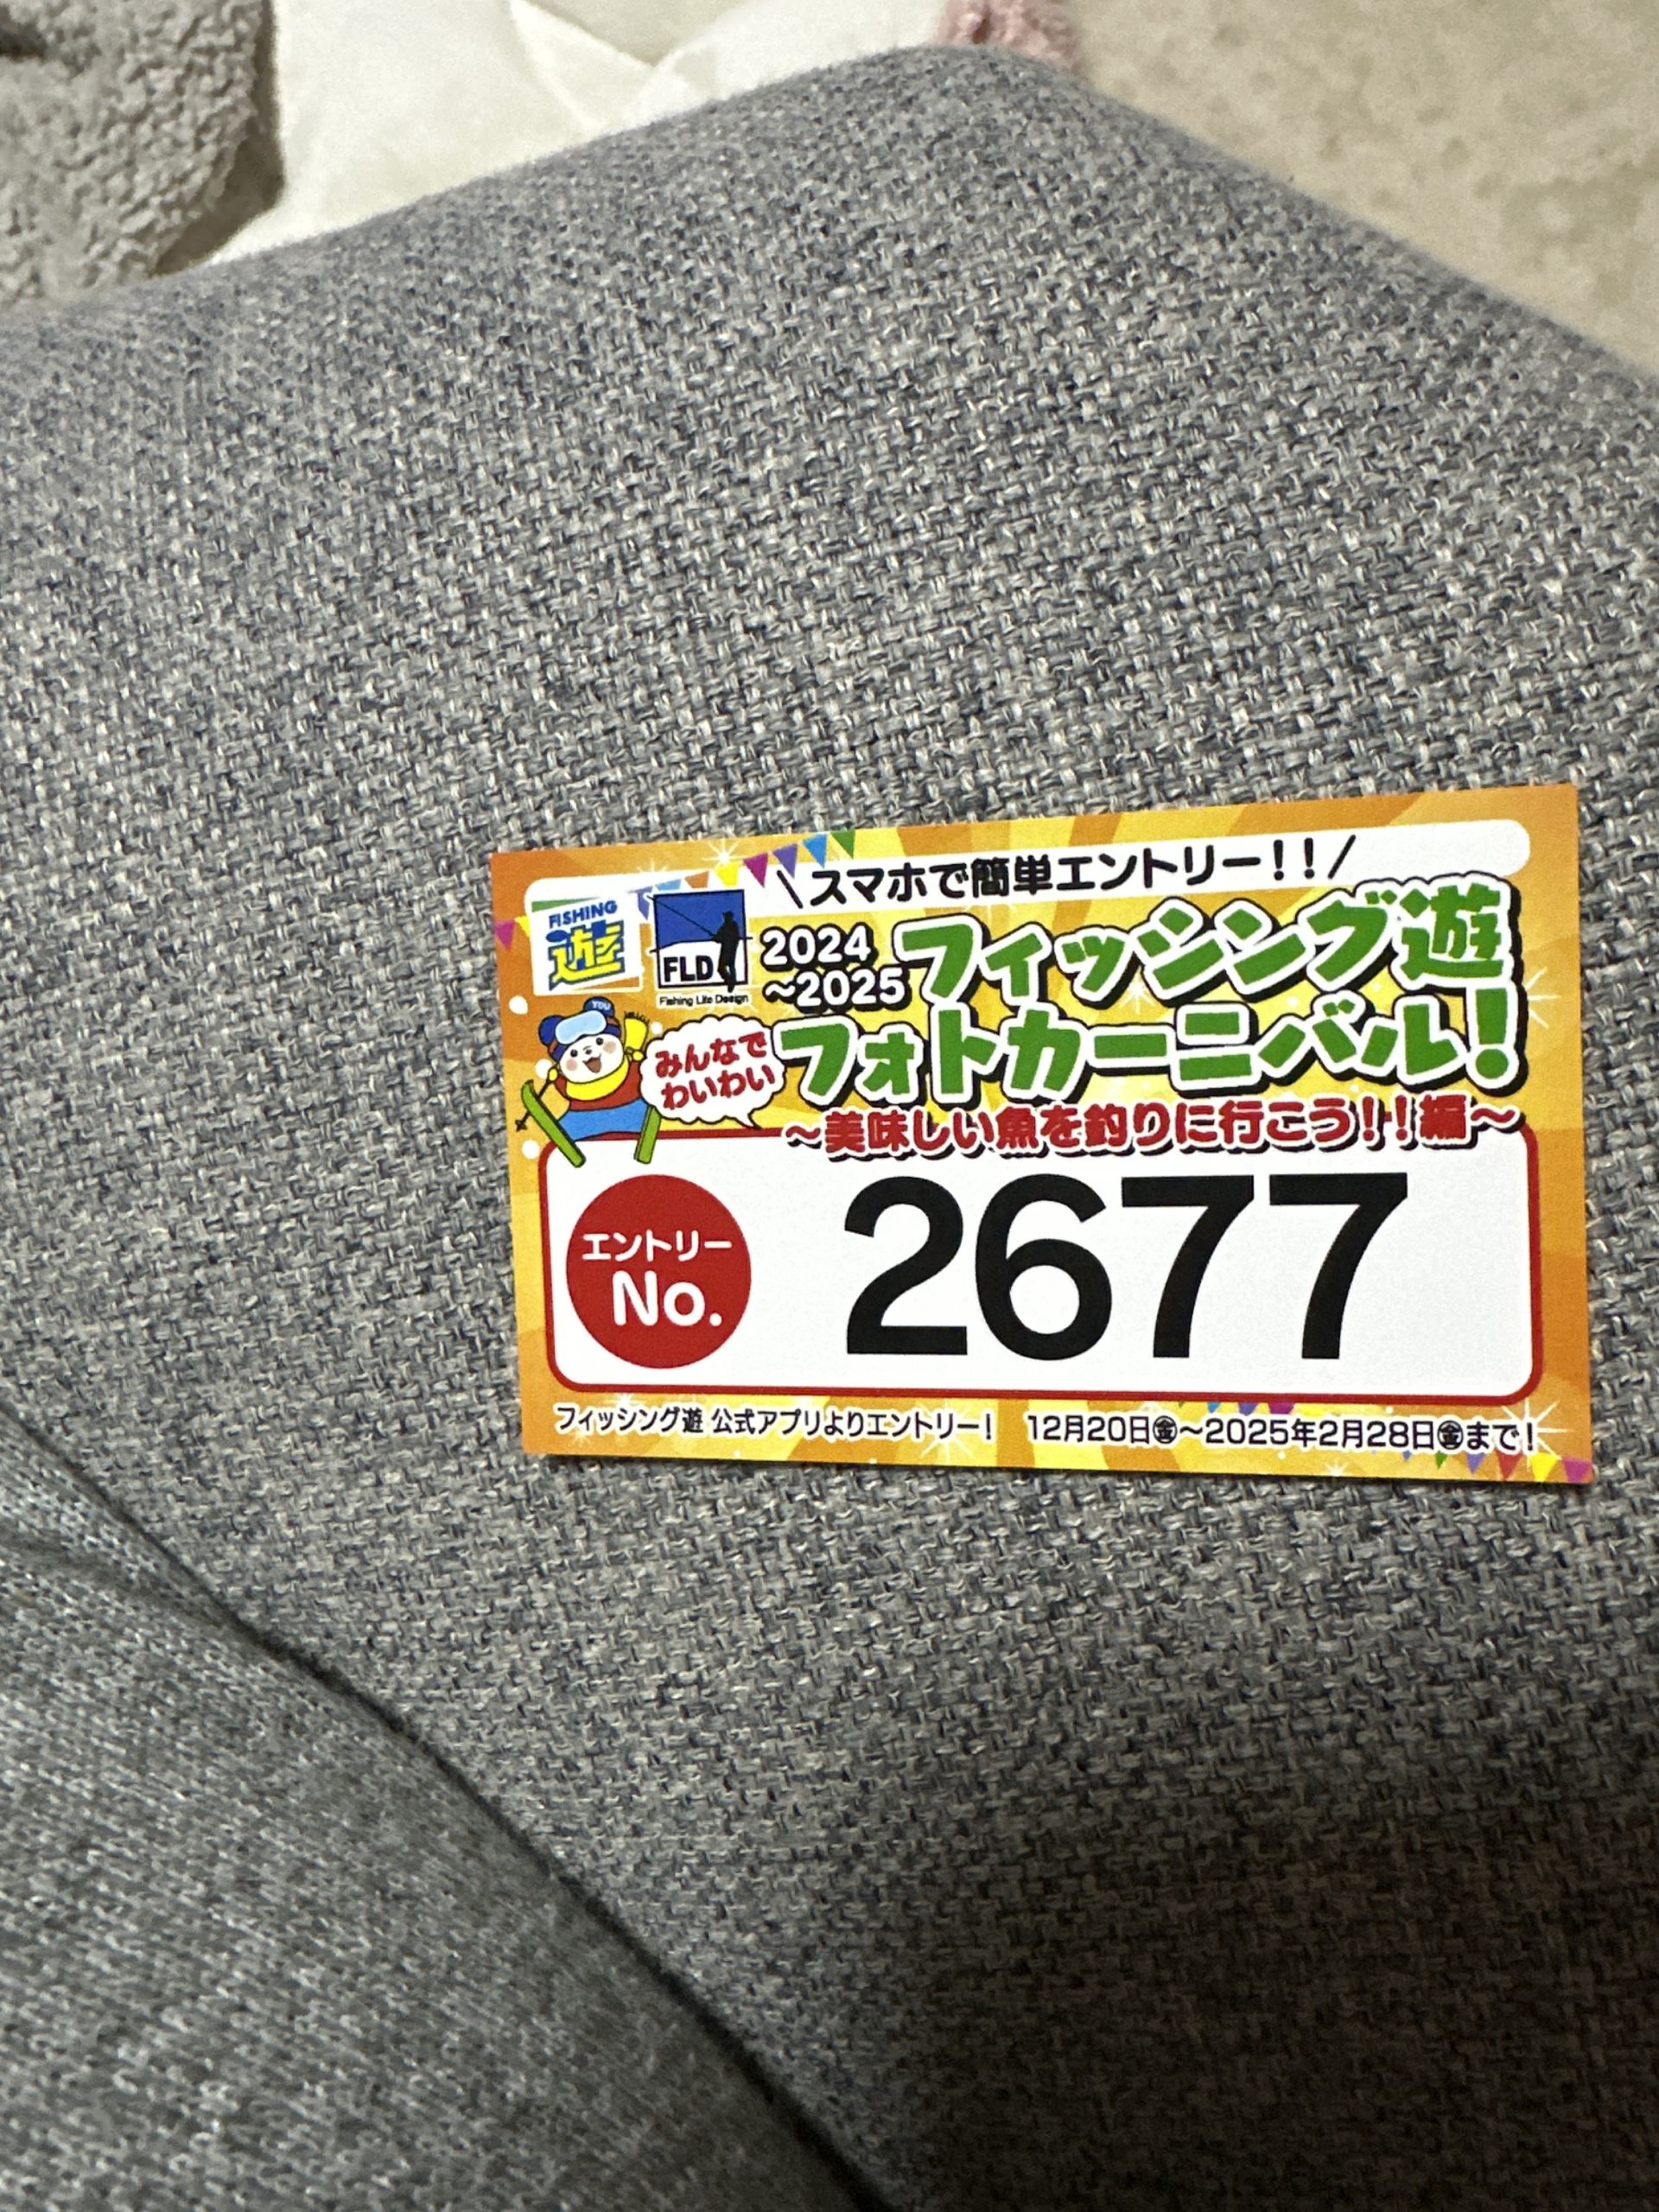 \スマホで簡単エントリー!!/
FISHING
遊
FLD
Fishing Life Design
2024
~2025
フィッシング遊
フォトカーニバル!
YOU
みんなで
わいわい
~美味しい魚を釣りに行こう!!編~
エントリー
No.
2677
フィッシング遊 公式アプリよりエントリー! 12月20日㊎~2025年2月28日㊎まで!